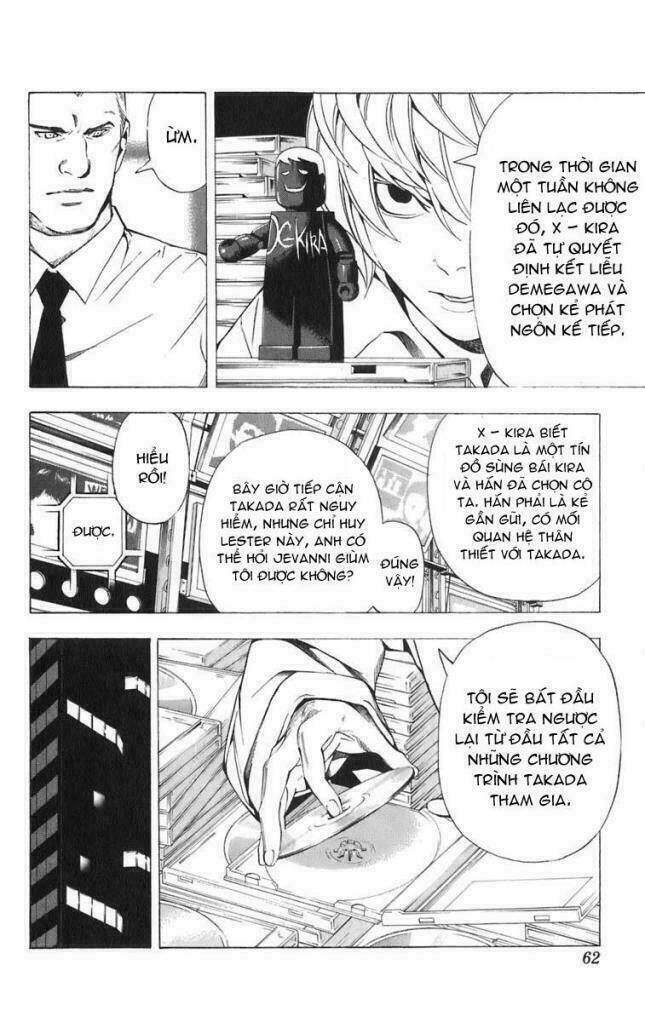 TRONG THỜI GIAN
MỘT TUẦN KHÔNG
LIÊN LẠC ĐƯỢC
ĐÓ, X - KIRA
ĐÃ TỰ QUYẾT
ĐỊNH KẾT LIỄU
DEMEGAWA VÀ
CHỌN KẺ PHÁT
NGÔN KẾ TIẾP.
DG-KIRA
ỪM.
X - KIRA BIẾT
TAKADA LÀ MỘT TÍN
ĐỒ SÙNG BÁI KIRA
VÀ HẮN ĐÃ CHỌN CÔ
TA. HẮN PHẢI LÀ KẺ
GẦN GŨI, CÓ MỐI
QUAN HỆ THÂN
THIẾT VỚI TAKADA.
ĐÚNG
VẬY!
BÂY GIỜ TIẾP CẬN
TAKADA RẤT NGUY
HIỂM, NHƯNG CHỈ HUY
LESTER NÀY, ANH CÓ
THỂ HỎI JEVANNI GIÙM
TÔI ĐƯỢC KHÔNG?
HIỂU
RỒI!
ĐƯỢC.
TÔI SẼ BẮT ĐẦU
KIỂM TRA NGƯỢC
LẠI TỪ ĐẦU TẤT CẢ
NHỮNG CHƯƠNG
TRÌNH TAKADA
THAM GIA.
62